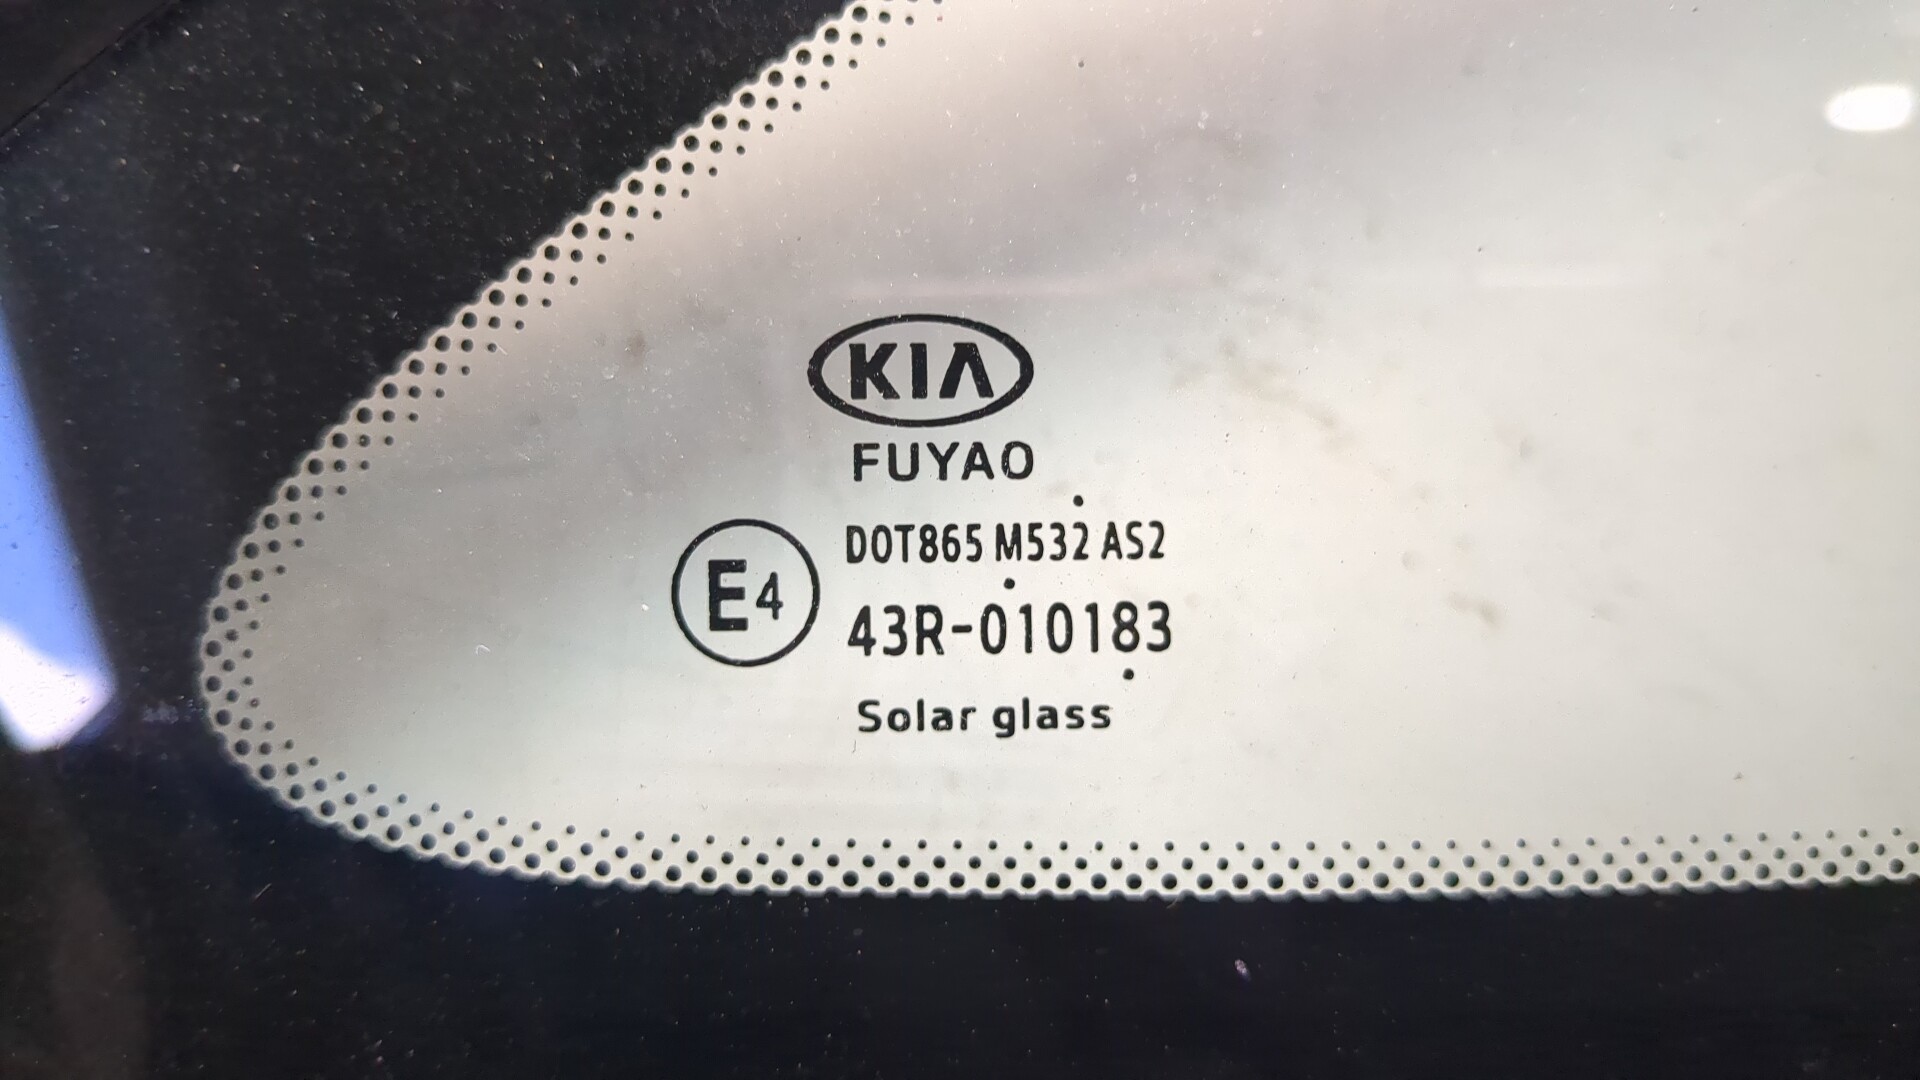 KIA
FUYAO
DOT865 M532 AS2
E4
43R-010183
Solar glass